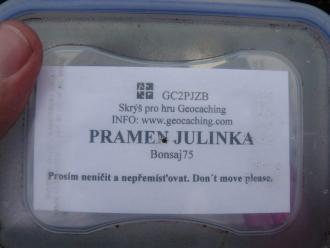 GC2PJZB
Skrýš pro hru Geocaching
INFO: www.geocaching.com
PRAMEN JULINKA
Bonsaj75
Prosím neničit a nepřemísťovat. Don´t move please.